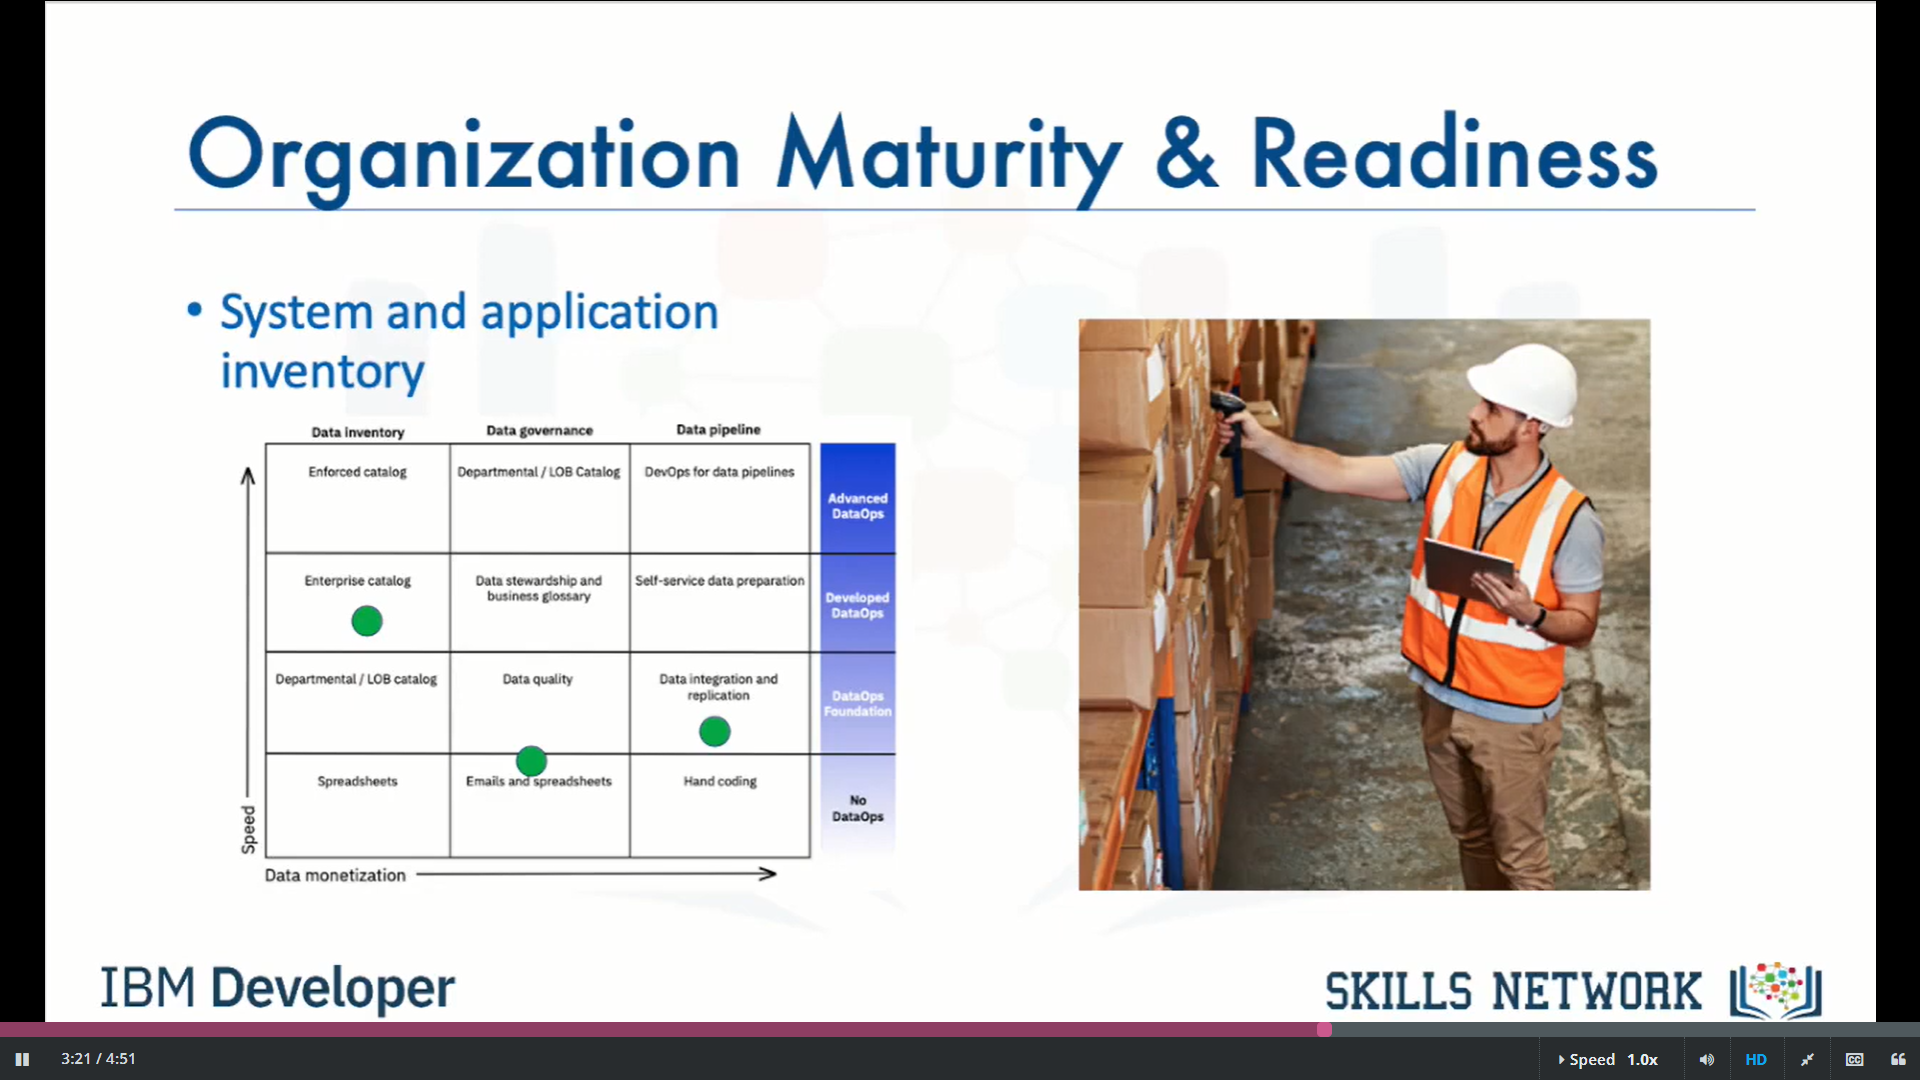 Organization Maturity & Readiness
• System and application
inventory
Data inventory
Data governance
Data pipeline
Enforced catalog
Departmental / LOB Catalog
DevOps for data pipelines
Advanced
DataOps
Enterprise catalog
Data stewardship and
business glossary
Self-service data preparation
Developed
DataOps
Departmental / LOB catalog
Data quality
Data integration and
replication
DataOps
Foundation
Spreadsheets
Emails and spreadsheets
Hand coding
No
DataOps
Speed
Data monetization
IBM Developer
SKILLS NETWORK
3:21 / 4:51
Speed 1.0x
HD
CC